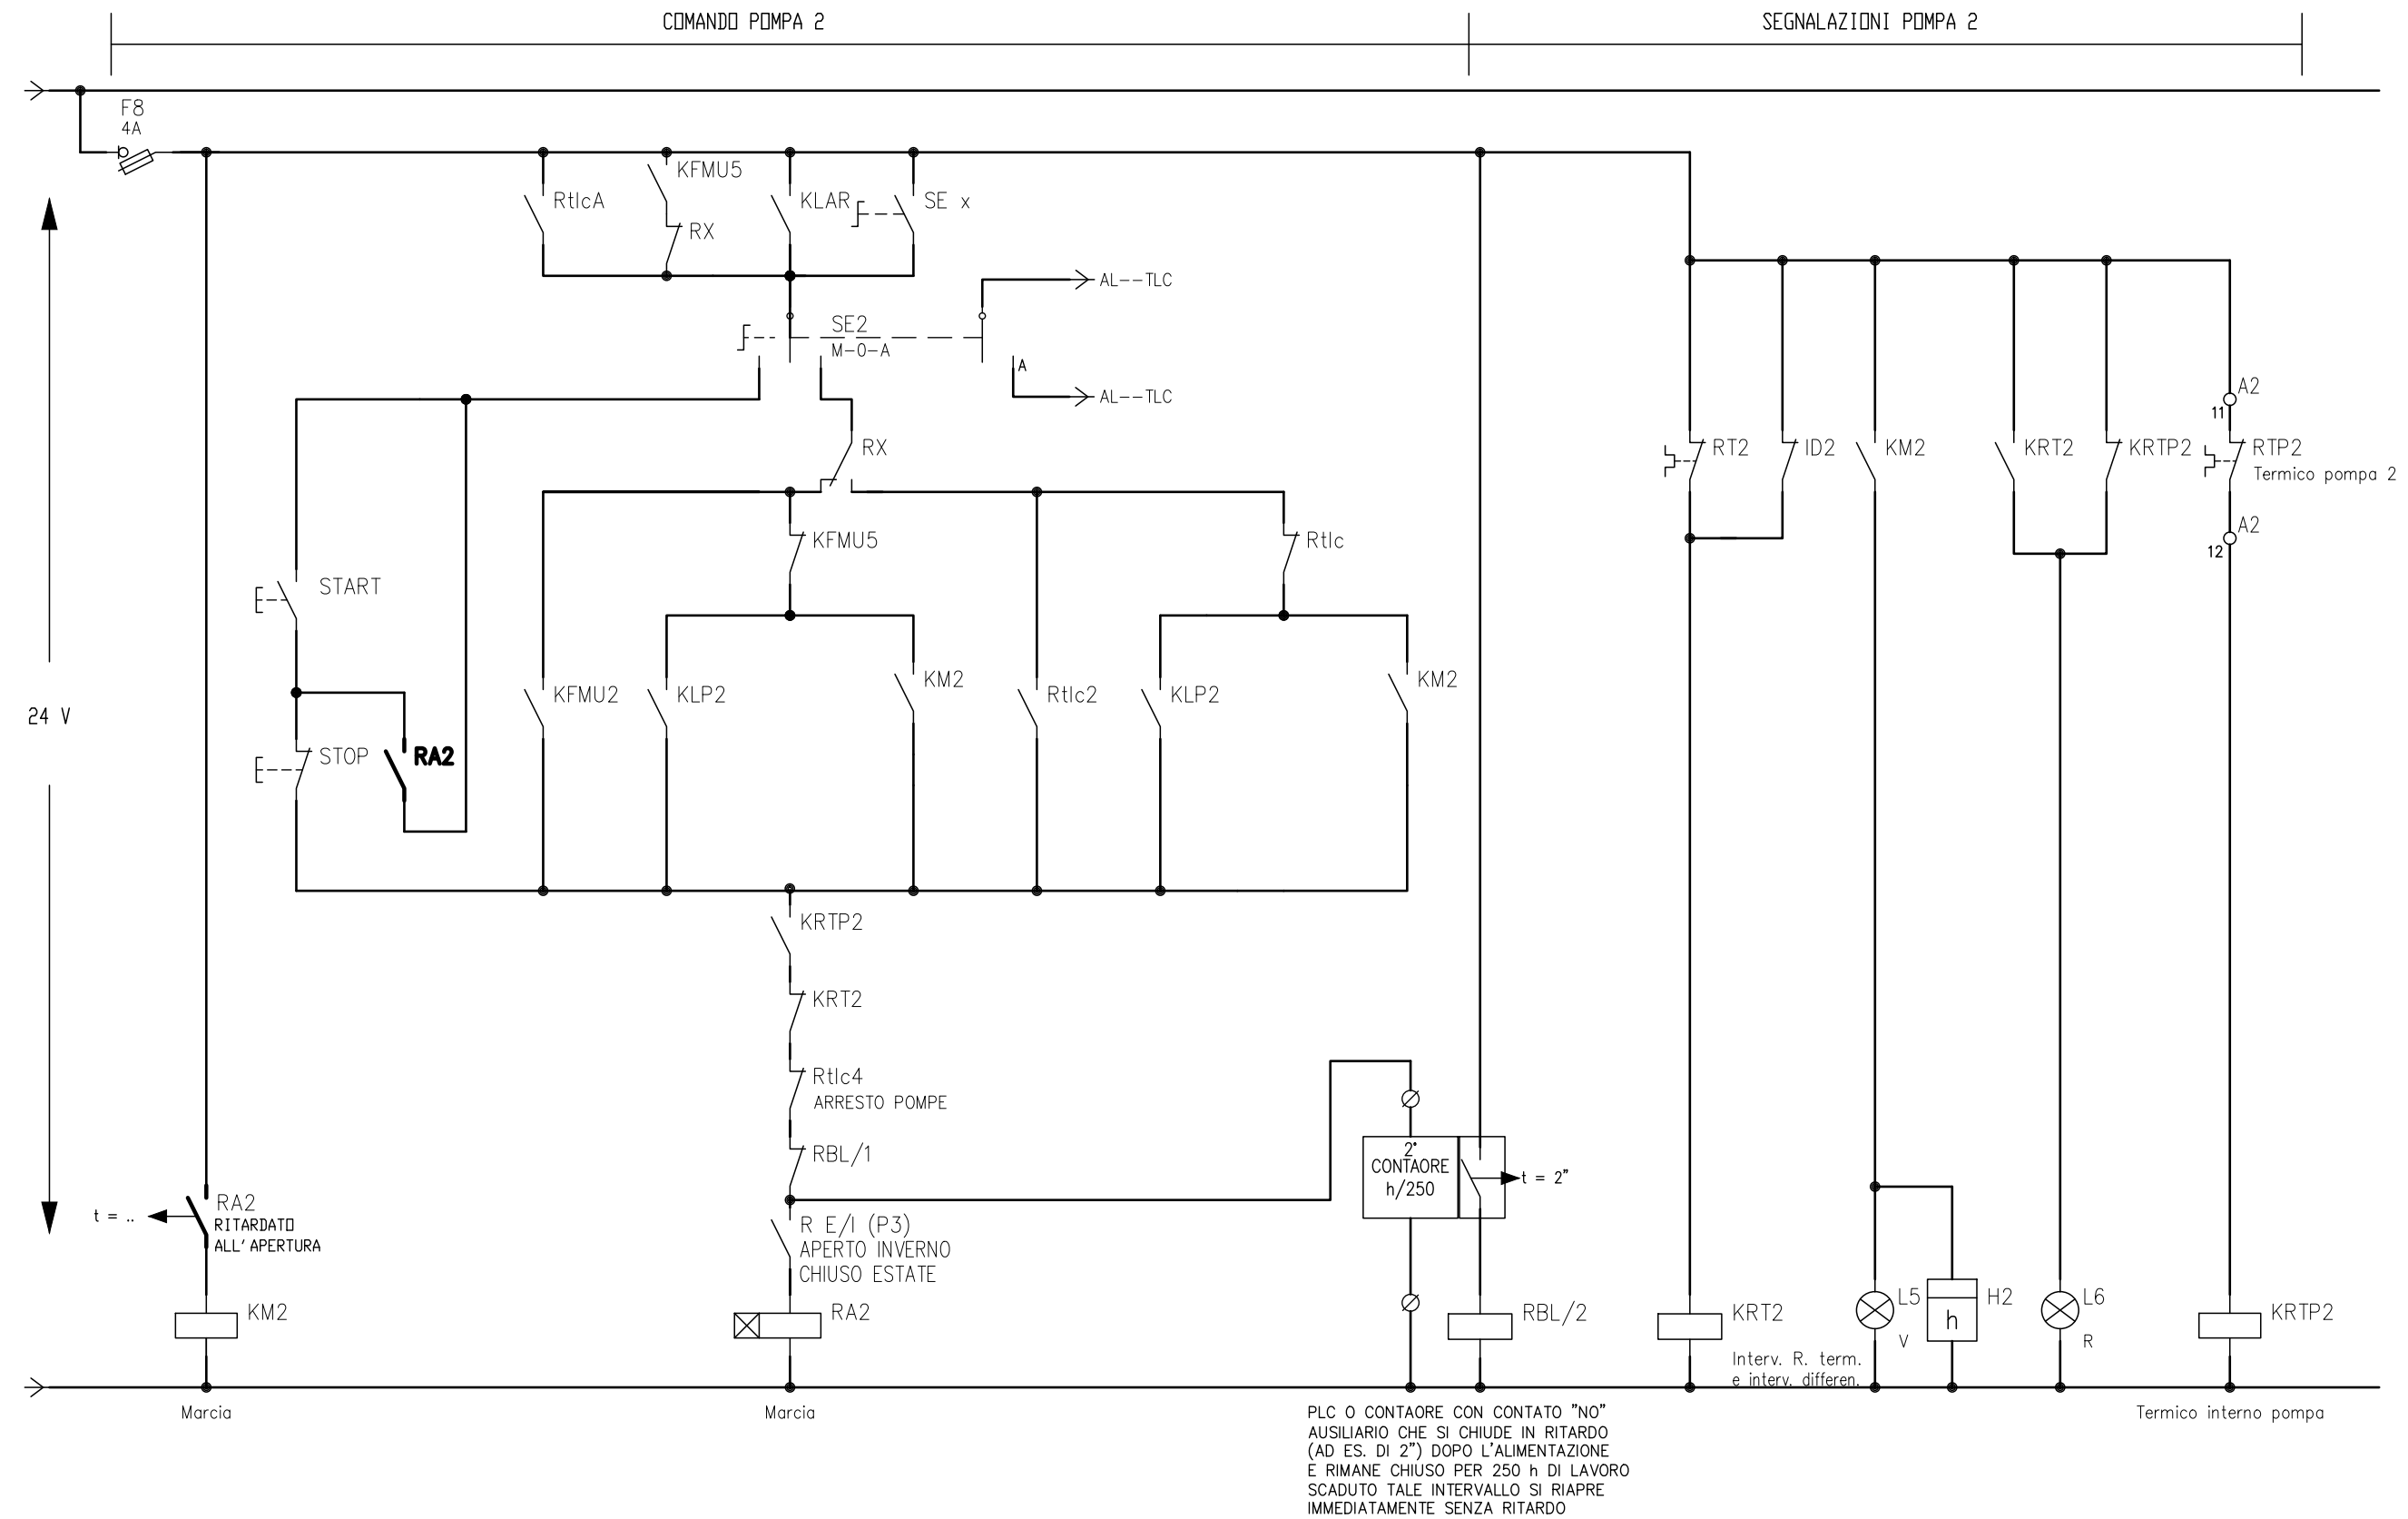 COMANDO POMPA 2
SEGNALAZIONI POMPA 2
F8
4A
RtlcA
KFMU5
RX
KLAR
SE x
AL--TLC
SE2
M-0-A
A
AL--TLC
RX
RT2
ID2
KM2
KRT2
KRTP2
A2
11
RTP2
Termico pompa 2
A2
12
KFMU5
Rtlc
START
KFMU2
KLP2
KM2
Rtlc2
KLP2
KM2
24 V
STOP
RA2
KRTP2
KRT2
Rtlc4
ARRESTO POMPE
RBL/1
2°
CONTAORE
h/250
t = 2"
RA2
RITARDATO
ALL' APERTURA
t = ..
R E/I (P3)
APERTO INVERNO
CHIUSO ESTATE
KM2
RA2
RBL/2
KRT2
L5
V
h
H2
L6
R
KRTP2
Interv. R. term.
e interv. differen.
Marcia
Marcia
Termico interno pompa
PLC O CONTAORE CON CONTATO "NO"
AUSILIARIO CHE SI CHIUDE IN RITARDO
(AD ES. DI 2") DOPO L'ALIMENTAZIONE
E RIMANE CHIUSO PER 250 h DI LAVORO
SCADUTO TALE INTERVALLO SI RIAPRE
IMMEDIATAMENTE SENZA RITARDO